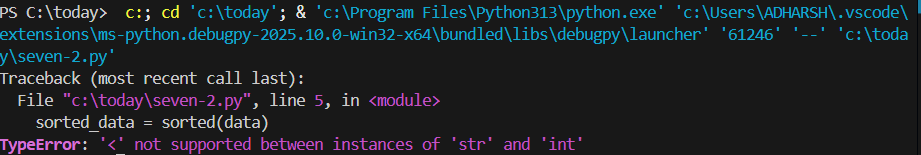 PS C:\today>  c:; cd 'c:\today'; & 'c:\Program Files\Python313\python.exe' 'c:\Users\ADHARSH\.vscode\
extensions\ms-python.debugpy-2025.10.0-win32-x64\bundled\libs\debugpy\launcher' '61246' '--' 'c:\toda
y\seven-2.py'
Traceback (most recent call last):
  File "c:\today\seven-2.py", line 5, in <module>
    sorted_data = sorted(data)
TypeError: '<' not supported between instances of 'str' and 'int'